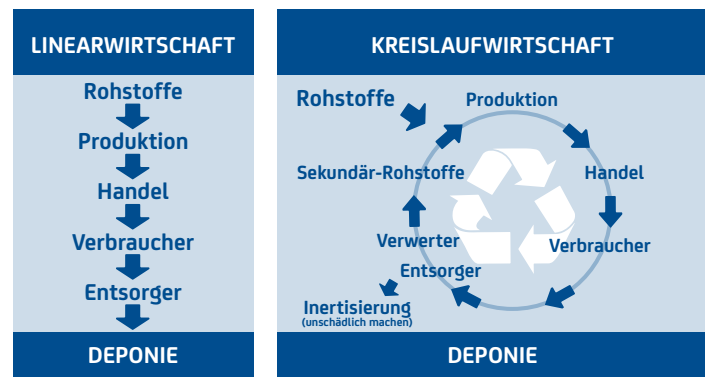 LINEARWIRTSCHAFT
Rohstoffe
Produktion
Handel
Verbraucher
Entsorger
DEPONIE
KREISLAUFWIRTSCHAFT
Rohstoffe
Produktion
Sekundär-Rohstoffe
Handel
Verwerter
Verbraucher
Entsorger
Inertisierung
(unschädlich machen)
DEPONIE